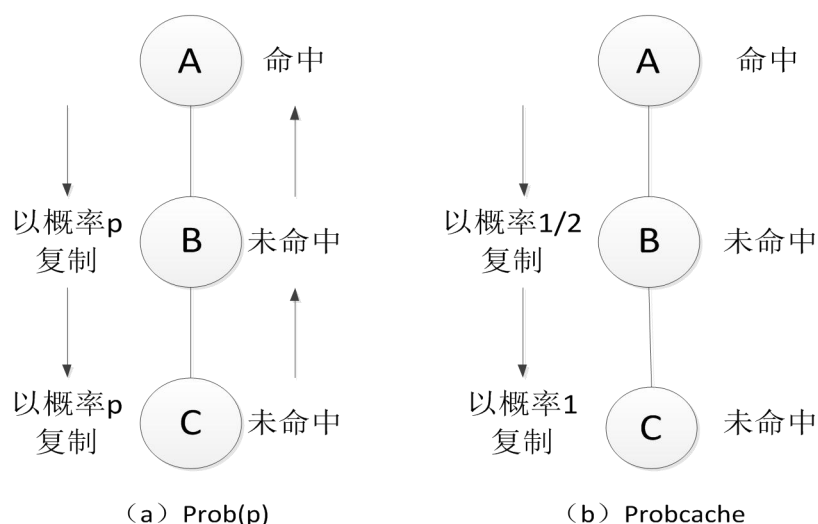 A
命中
以概率p
复制
B
未命中
以概率p
复制
C
未命中
（a）Prob(p)
A
命中
以概率1/2
复制
B
未命中
以概率1
复制
C
未命中
（b）Probcache